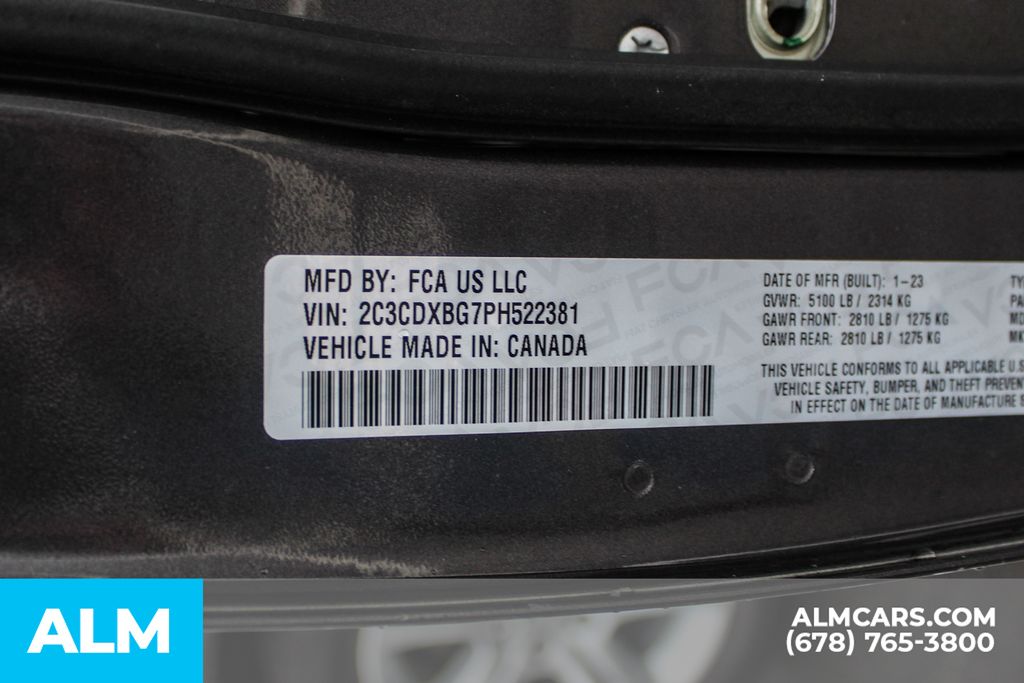 MFD BY: FCA US LLC
VIN: 2C3CDXBG7PH522381
VEHICLE MADE IN: CANADA
DATE OF MFR (BUILT): 1-23
GVWR: 5100 LB / 2314 KG
GAWR FRONT: 2810 LB / 1275 KG
GAWR REAR: 2810 LB / 1275 KG
THIS VEHICLE CONFORMS TO ALL APPLICABLE U.S
VEHICLE SAFETY, BUMPER, AND THEFT PREVEN
IN EFFECT ON THE DATE OF MANUFACTURE
ALM
ALMCARS.COM
(678) 765-3800